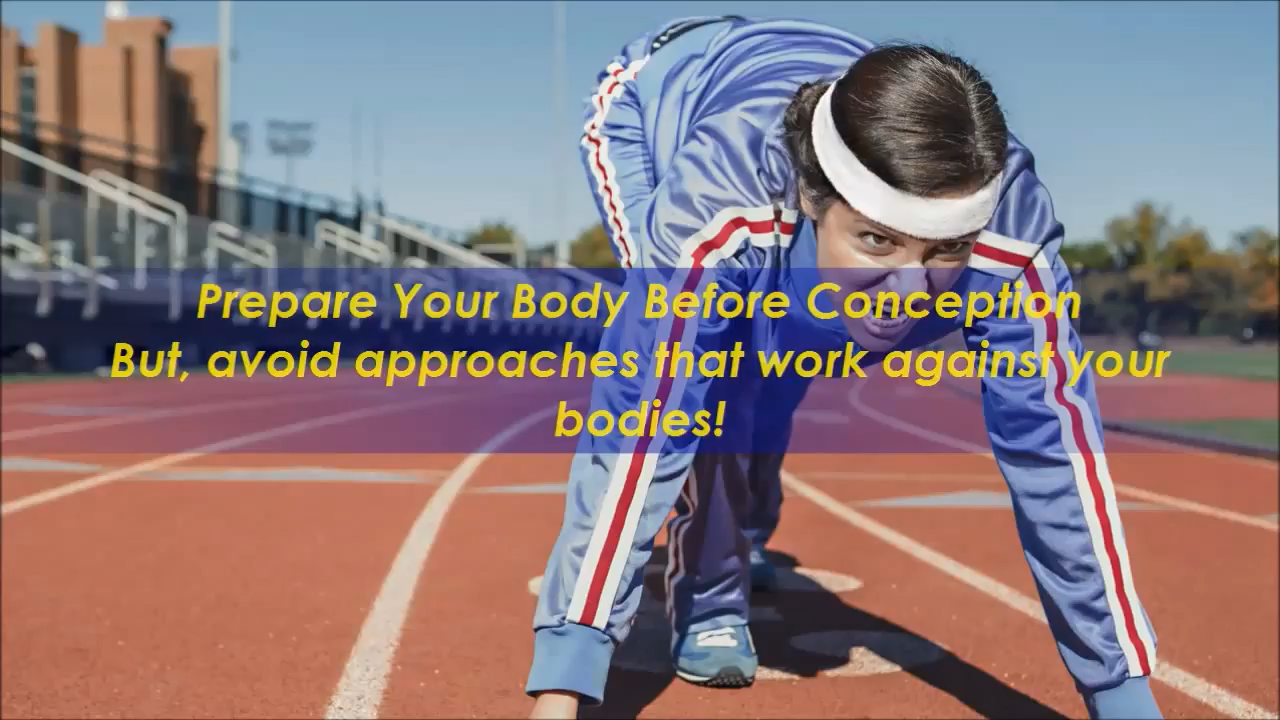 Prepare Your Body Before Conception
But, avoid approaches that work against your
bodies!